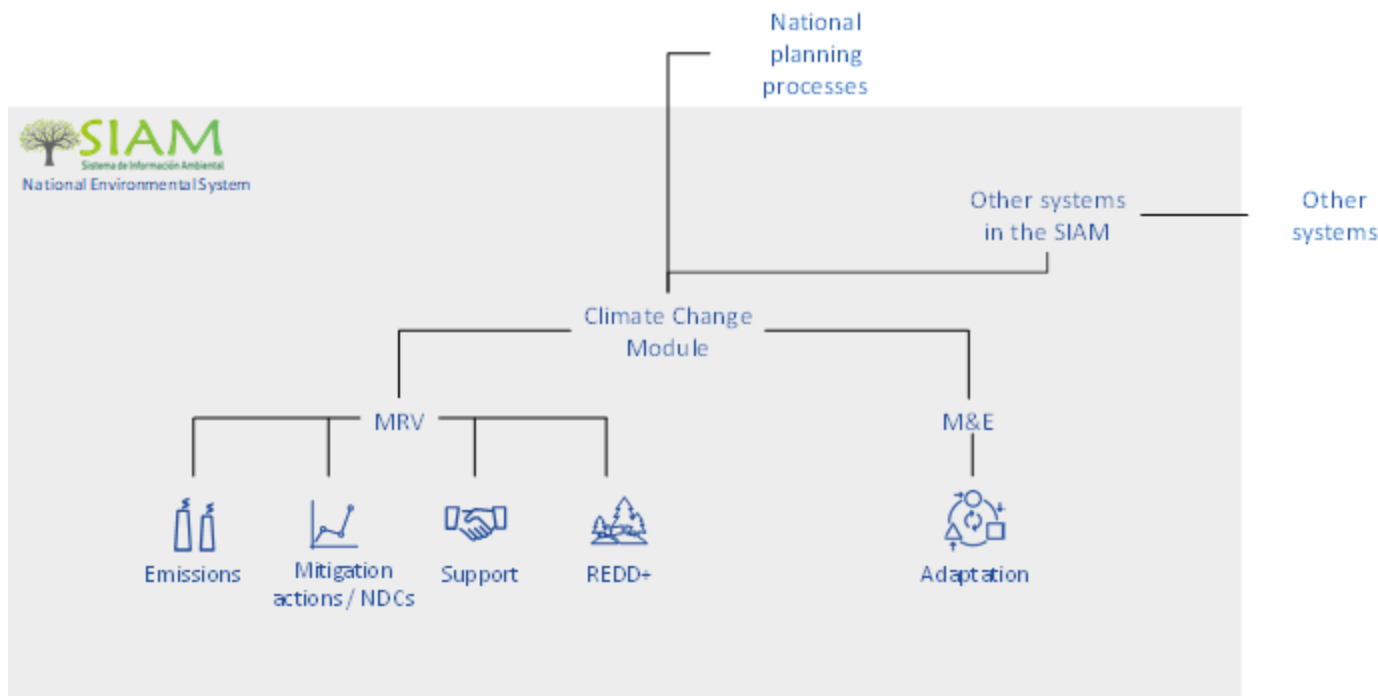 National
planning
processes
SIAM
Sistema de Información Ambiental
National Environmental System
Other systems
in the SIAM
Other
systems
Climate Change
Module
MRV
M&E
Emissions
Mitigation
actions / NDCs
Support
REDD+
Adaptation